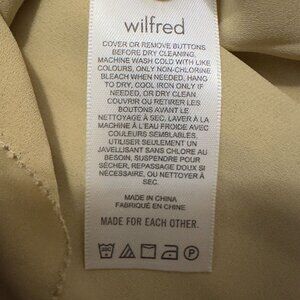 wilfred
COVER OR REMOVE BUTTONS
BEFORE DRY CLEANING.
MACHINE WASH COLD WITH LIKE
COLOURS, ONLY NON-CHLORINE
BLEACH WHEN NEEDED, HANG
TO DRY, COOL IRON IF NEEDED,
OR DRY CLEAN
COUVRIR OU RETIRER LES
BOUTONS AVANT LE
NETTOYAGE À SEC. LAVER À LA
MACHINE À L'EAU FROIDE AVEC
COULEURS SEMBLABLES.
UTILISER SEULEMENT UN
JAVELLISANT SANS CHLORE AU
BESOIN, SUSPENDRE POUR
SÉCHER, REPASSAGE DOUX SI
NÉCESSAIRE, OU NETTOYER À
SEC.
MADE IN CHINA
FABRIQUÉ EN CHINE
MADE FOR EACH OTHER.